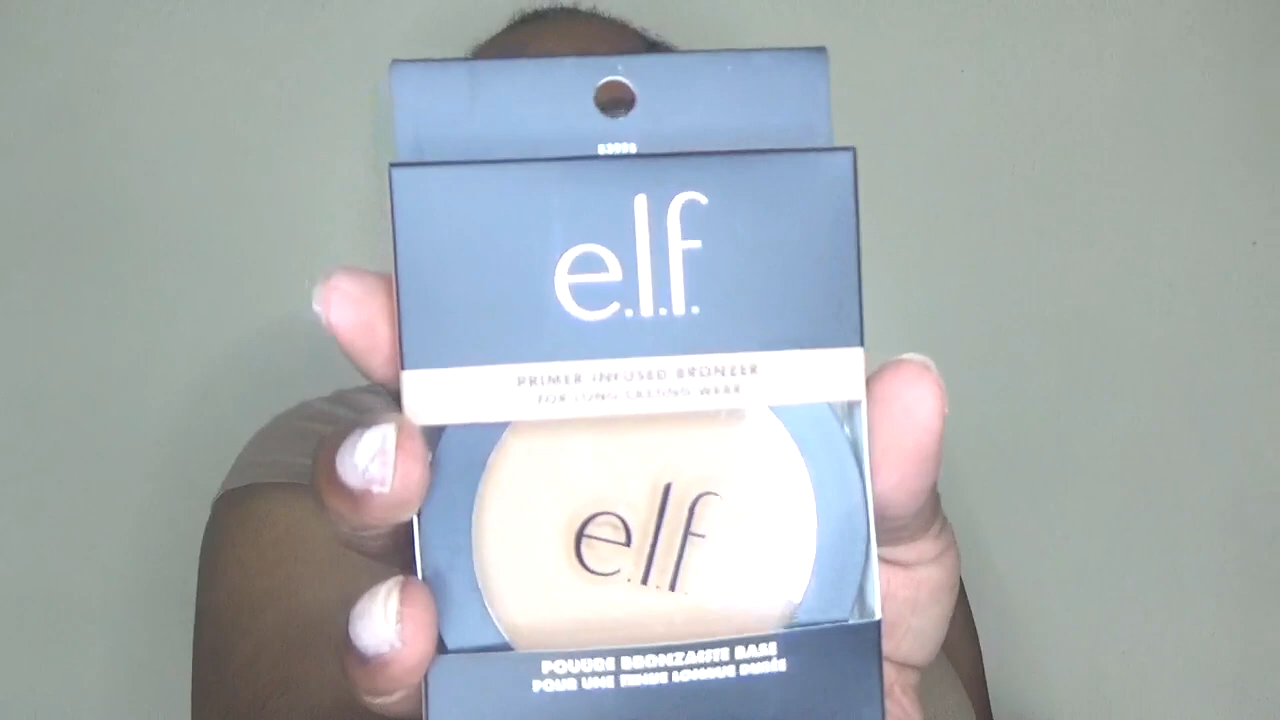 e.l.f.
PRIMER-INFUSED BRONZER
FOR LONG LASTING WEAR
e.l.f.
POUDRE BRONZANTE BASE
POUR UNE TENUE LONGUE DURÉE